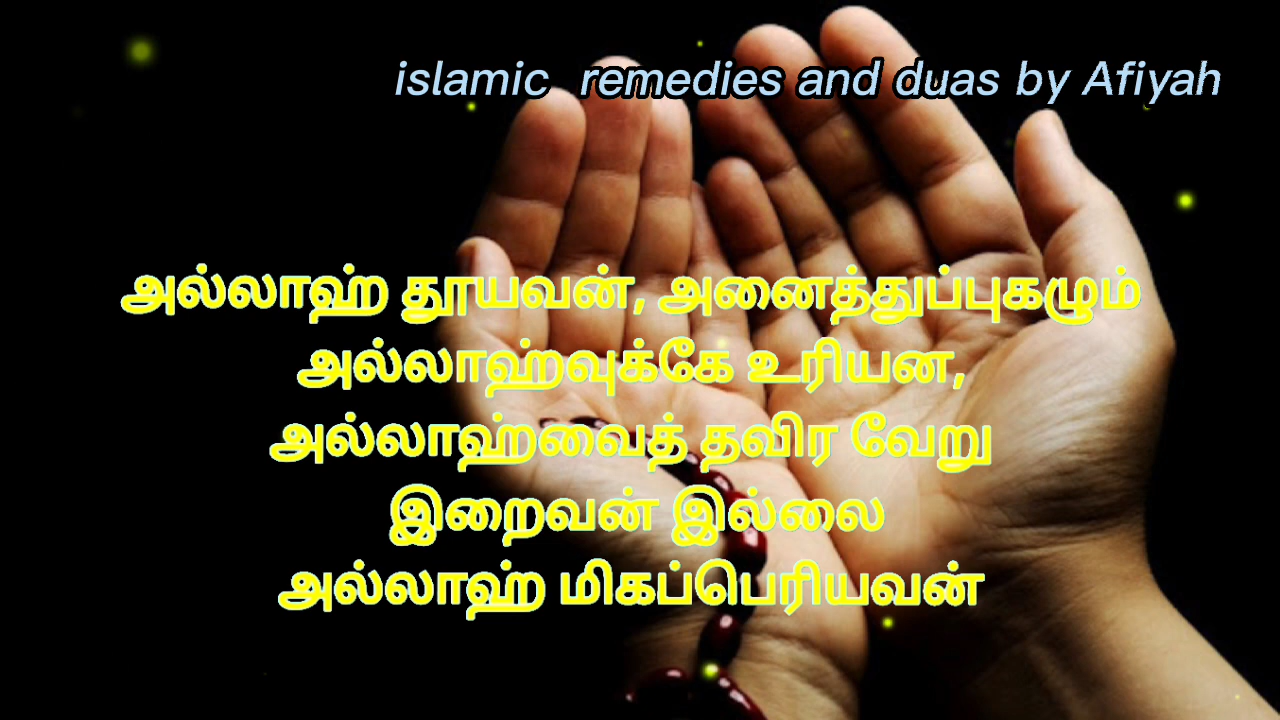 islamic remedies and duas by Afiyah
அல்லாஹ் தூயவன், அனைத்துப்புகழும்
அல்லாஹ்வுக்கே உரியன,
அல்லாஹ்வைத் தவிர வேறு
இறைவன் இல்லை
அல்லாஹ் மிகப்பெரியவன்